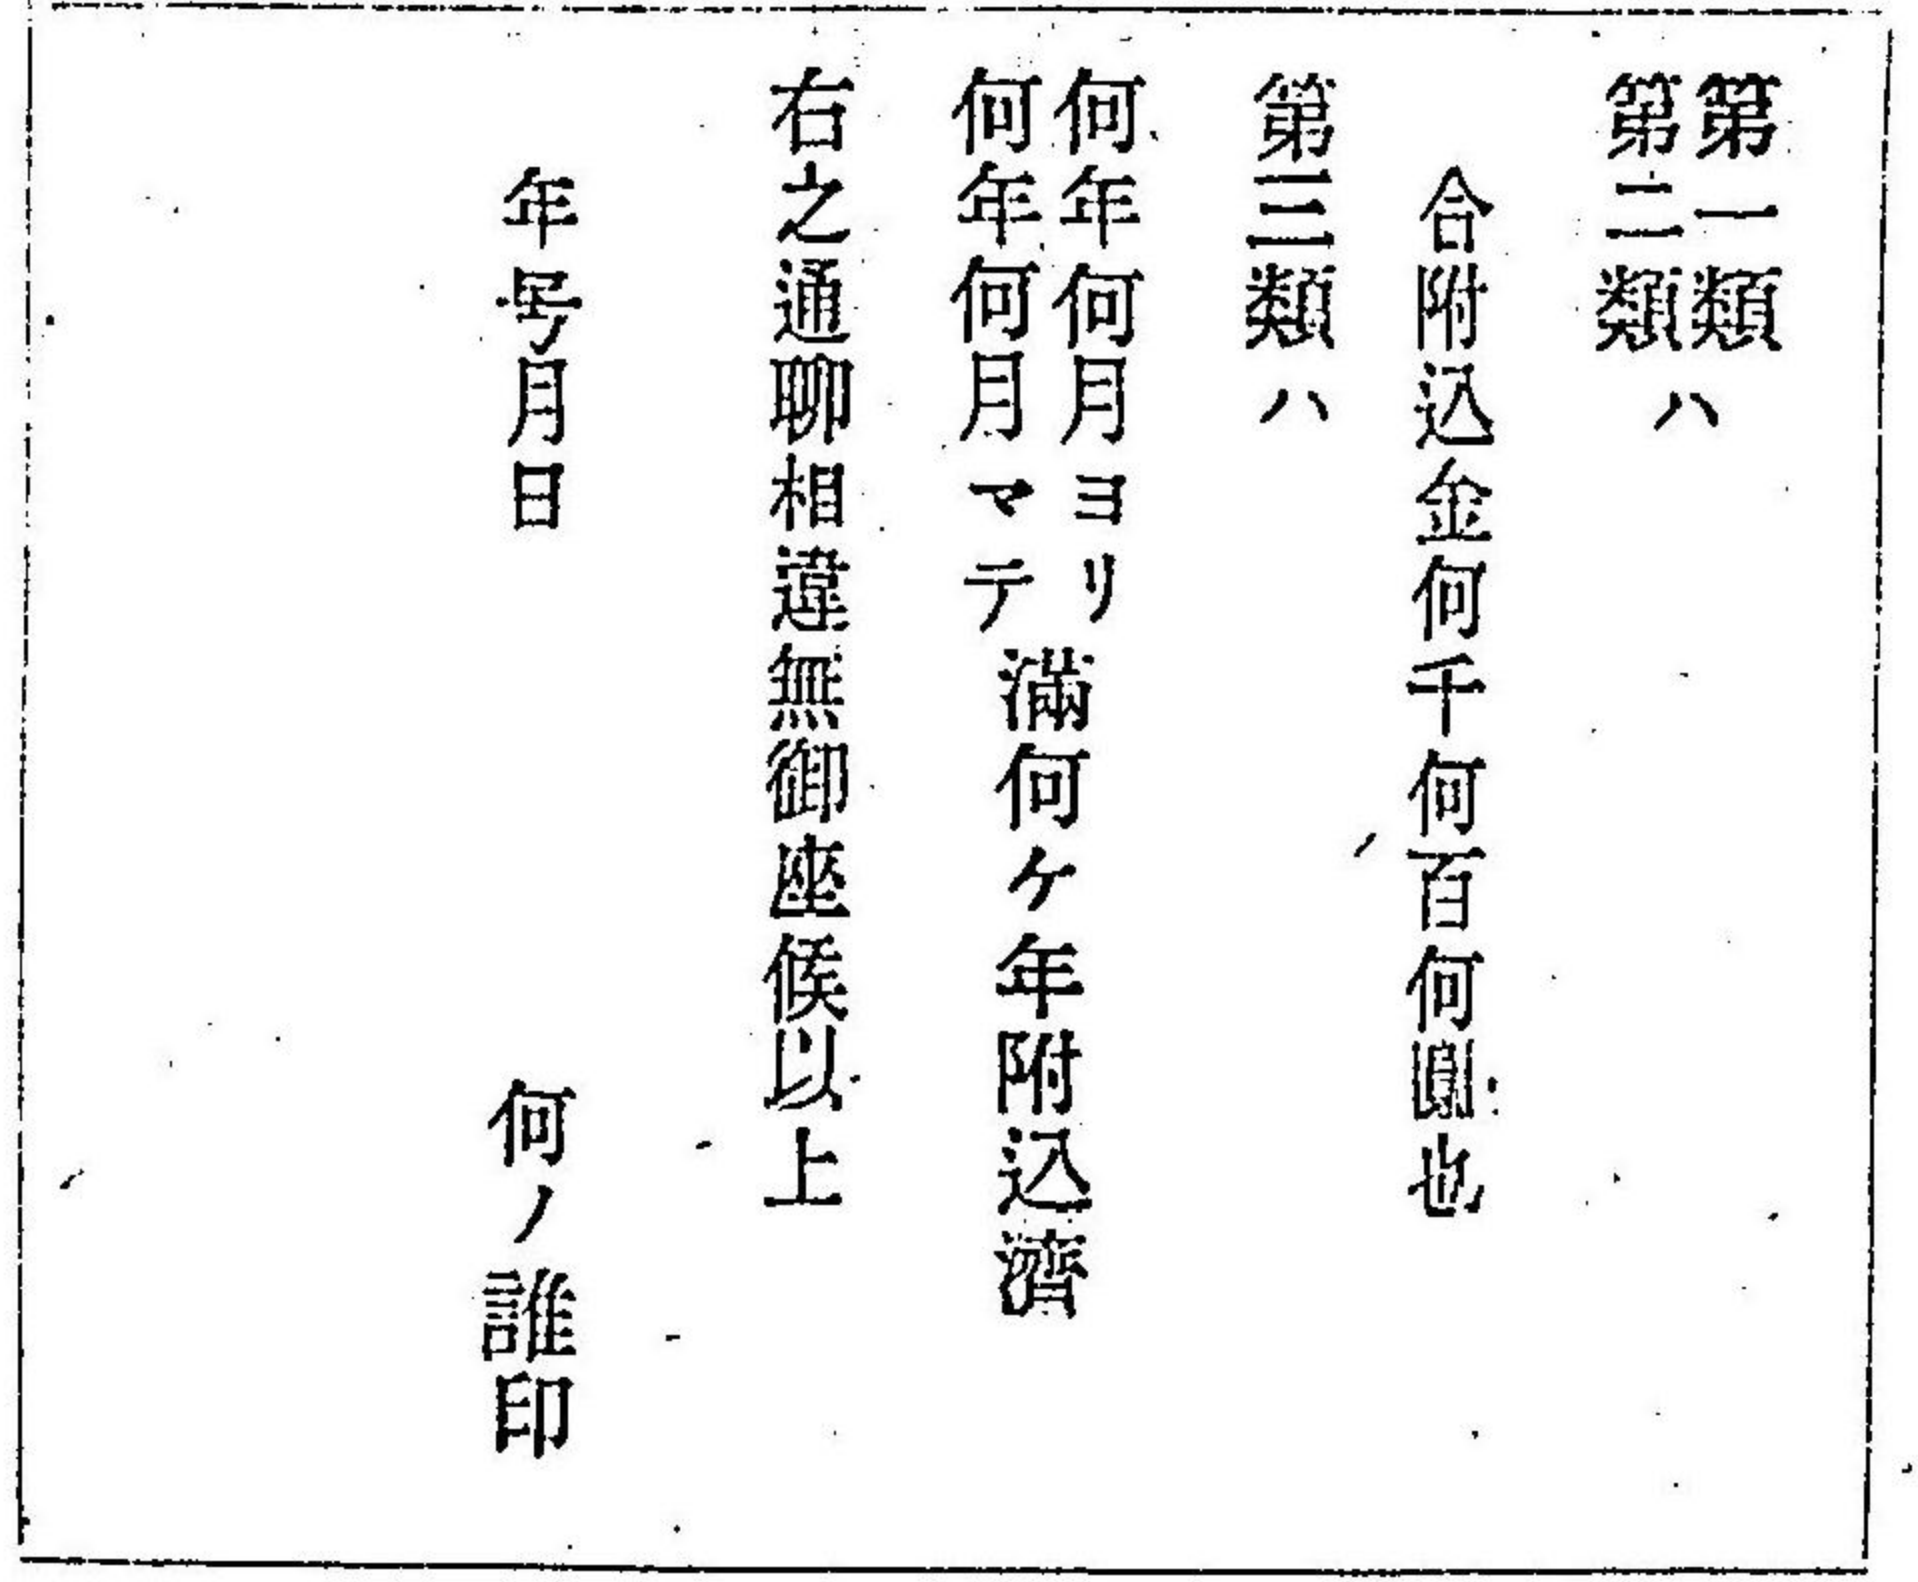 第一類
第二類ハ
合附込金何千何百何圓也
第三類ハ
何年何月ヨリ
何年何月マテ
滿何ケ年附込濟
右之通聊相違無御座候以上
年号月日
何ノ誰印